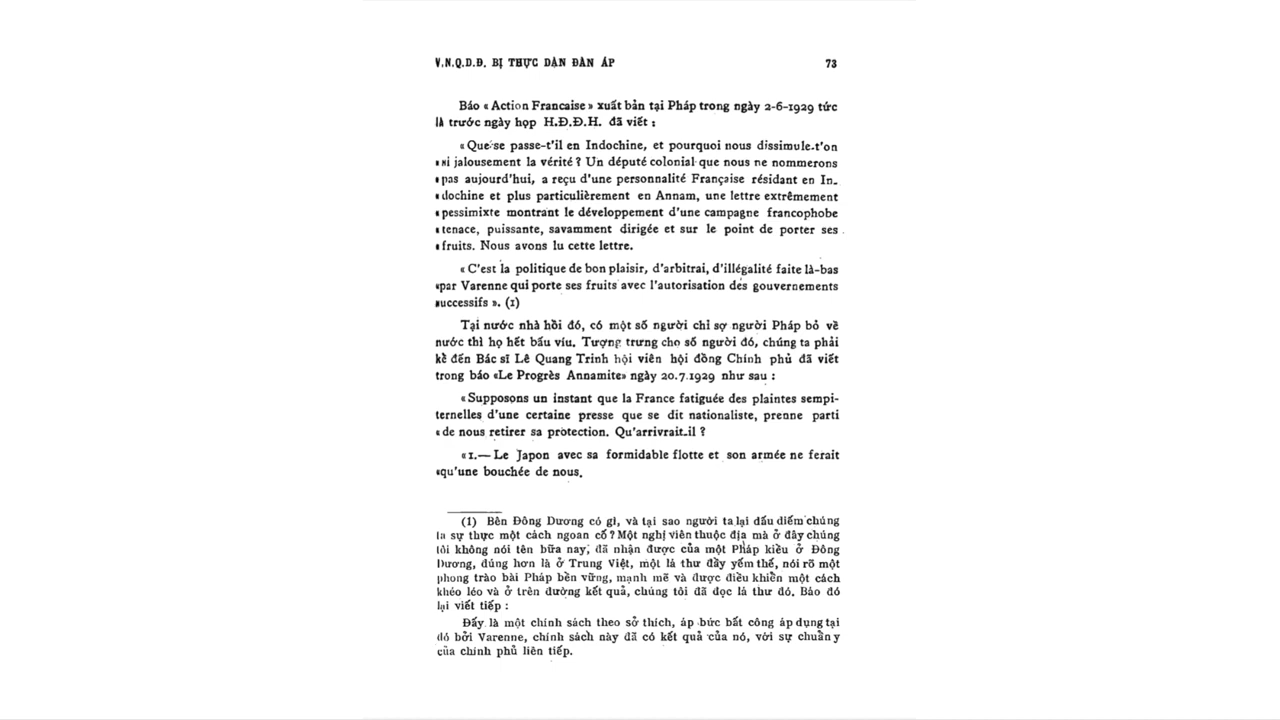 V.N.Q.D.Đ. BỊ THỰC DÂN ĐÀN ÁP 73
Báo « Action Francaise » xuất bản tại Pháp trong ngày 2-6-1929 tức
là trước ngày họp H.Đ.Đ.H. đã viết :
« Que se passe-t'il en Indochine, et pourquoi nous dissimule-t'on
« si jalousement la vérité ? Un député colonial que nous ne nommerons
« pas aujourd'hui, a reçu d'une personnalité Française résidant en In-
« dochine et plus particulièrement en Annam, une lettre extrêmement
« pessimixte montrant le développement d'une campagne francophobe
« tenace, puissante, savamment dirigée et sur le point de porter ses
« fruits. Nous avons lu cette lettre.
« C'est la politique de bon plaisir, d'arbitrai, d'illégalité faite là-bas
«par Varenne qui porte ses fruits avec l'autorisation des gouvernements
successifs ». (1)
Tại nước nhà hồi đó, có một số người chỉ sợ người Pháp bỏ về
nước thì họ hết bấu víu. Tượng trưng cho số người đó, chúng ta phải
kể đến Bác sĩ Lê Quang Trinh hội viên hội đồng Chính phủ đã viết
trong báo «Le Progrès Annamite» ngày 20.7.1929 như sau :
« Supposons un instant que la France fatiguée des plaintes sempi-
ternelles d'une certaine presse que se dit nationaliste, prenne parti
« de nous retirer sa protection. Qu'arrivrait-il ?
« 1.— Le Japon avec sa formidable flotte et son armée ne ferait
«qu'une bouchée de nous.
(1) Bên Đông Dương có gì, và tại sao người ta lại dấu diếm chúng
ta sự thực một cách ngoan cố ? Một nghị viên thuộc địa mà ở đây chúng
tôi không nói tên bữa nay, đã nhận được của một Pháp kiều ở Đông
Dương, đúng hơn là ở Trung Việt, một lá thư đầy yếm thế, nói rõ một
phong trào bài Pháp bền vững, mạnh mẽ và được điều khiển một cách
khéo léo và ở trên đường kết quả, chúng tôi đã đọc lá thư đó. Báo đó
lại viết tiếp :
Đấy là một chính sách theo sở thích, áp bức bất công áp dụng tại
đó bởi Varenne, chính sách này đã có kết quả của nó, với sự chuẩn y
của chính phủ liên tiếp.